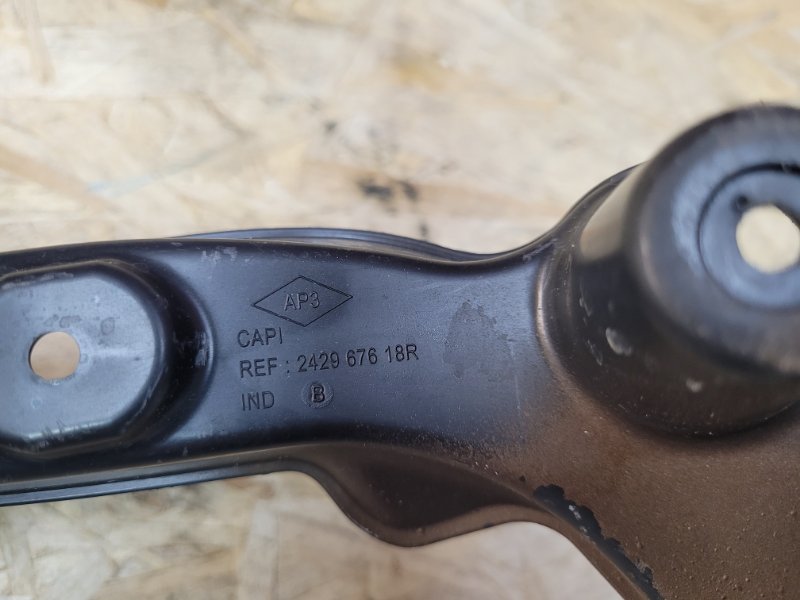 AP3
CAPI
REF : 2429 676 18R
IND B